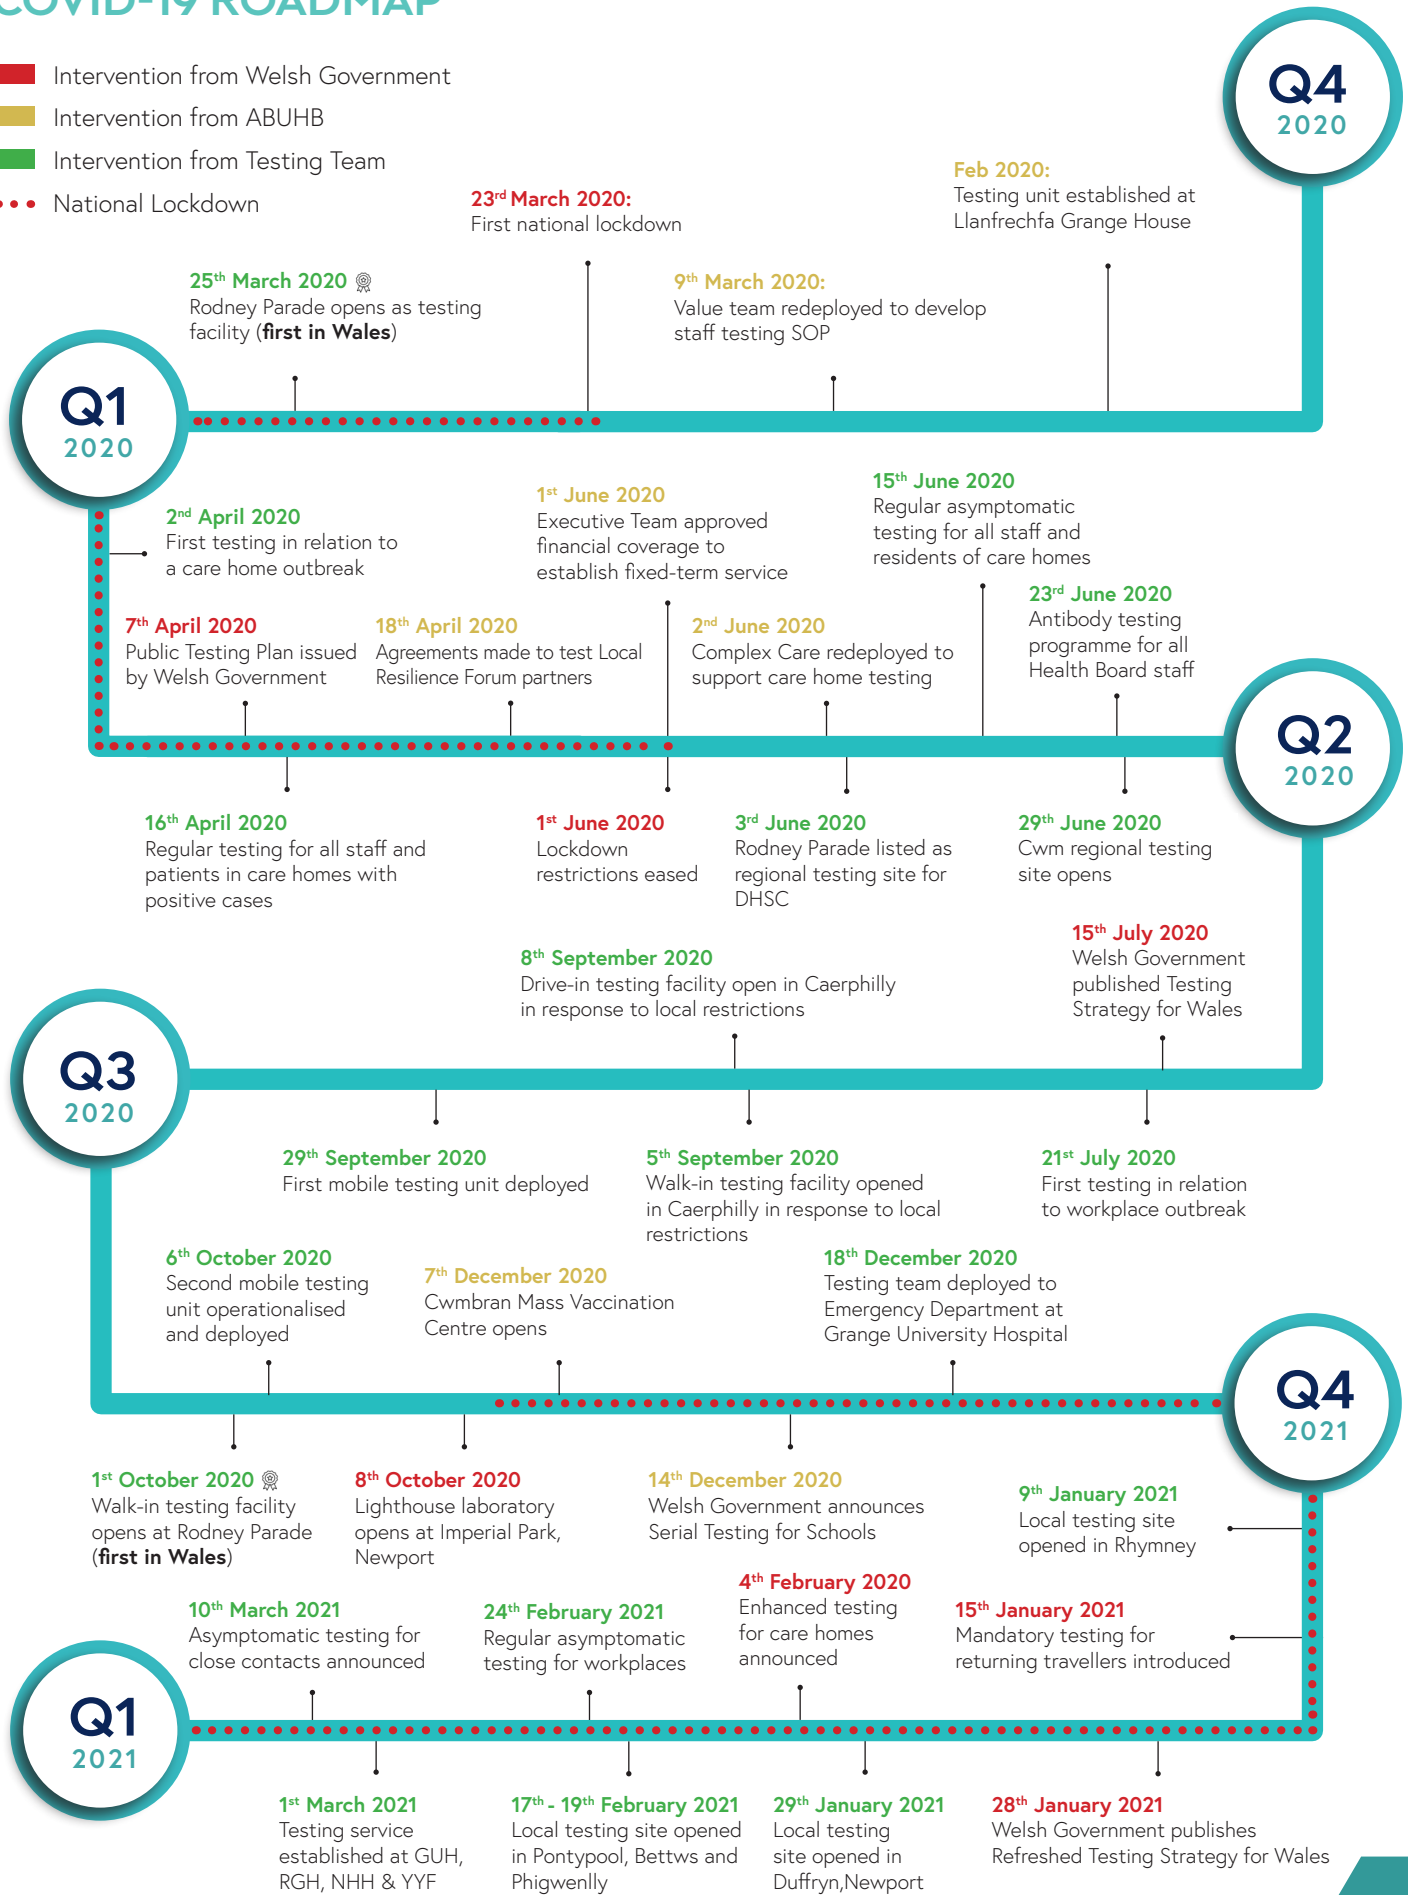 COVID-19 ROADMAP
Intervention from Welsh Government
Intervention from ABUHB
Intervention from Testing Team
National Lockdown
Q4
2020
Feb 2020:
Testing unit established at
Llanfrechfa Grange House
23rd March 2020:
First national lockdown
25th March 2020
Rodney Parade opens as testing
facility (first in Wales)
9th March 2020:
Value team redeployed to develop
staff testing SOP
Q1
2020
2nd April 2020
First testing in relation to
a care home outbreak
1st June 2020
Executive Team approved
financial coverage to
establish fixed-term service
15th June 2020
Regular asymptomatic
testing for all staff and
residents of care homes
23rd June 2020
Antibody testing
programme for all
Health Board staff
7th April 2020
Public Testing Plan issued
by Welsh Government
18th April 2020
Agreements made to test Local
Resilience Forum partners
2nd June 2020
Complex Care redeployed to
support care home testing
Q2
2020
16th April 2020
Regular testing for all staff and
patients in care homes with
positive cases
1st June 2020
Lockdown
restrictions eased
3rd June 2020
Rodney Parade listed as
regional testing site for
DHSC
29th June 2020
Cwm regional testing
site opens
15th July 2020
Welsh Government
published Testing
Strategy for Wales
8th September 2020
Drive-in testing facility open in Caerphilly
in response to local restrictions
Q3
2020
29th September 2020
First mobile testing unit deployed
5th September 2020
Walk-in testing facility opened
in Caerphilly in response to local
restrictions
21st July 2020
First testing in relation
to workplace outbreak
6th October 2020
Second mobile testing
unit operationalised
and deployed
7th December 2020
Cwmbran Mass Vaccination
Centre opens
18th December 2020
Testing team deployed to
Emergency Department at
Grange University Hospital
Q4
2021
1st October 2020
Walk-in testing facility
opens at Rodney Parade
(first in Wales)
8th October 2020
Lighthouse laboratory
opens at Imperial Park,
Newport
14th December 2020
Welsh Government announces
Serial Testing for Schools
9th January 2021
Local testing site
opened in Rhymney
10th March 2021
Asymptomatic testing for
close contacts announced
24th February 2021
Regular asymptomatic
testing for workplaces
4th February 2020
Enhanced testing
for care homes
announced
15th January 2021
Mandatory testing for
returning travellers introduced
Q1
2021
1st March 2021
Testing service
established at GUH,
RGH, NHH & YYF
17th - 19th February 2021
Local testing site opened
in Pontypool, Bettws and
Phigwenlly
29th January 2021
Local testing
site opened in
Duffryn,Newport
28th January 2021
Welsh Government publishes
Refreshed Testing Strategy for Wales